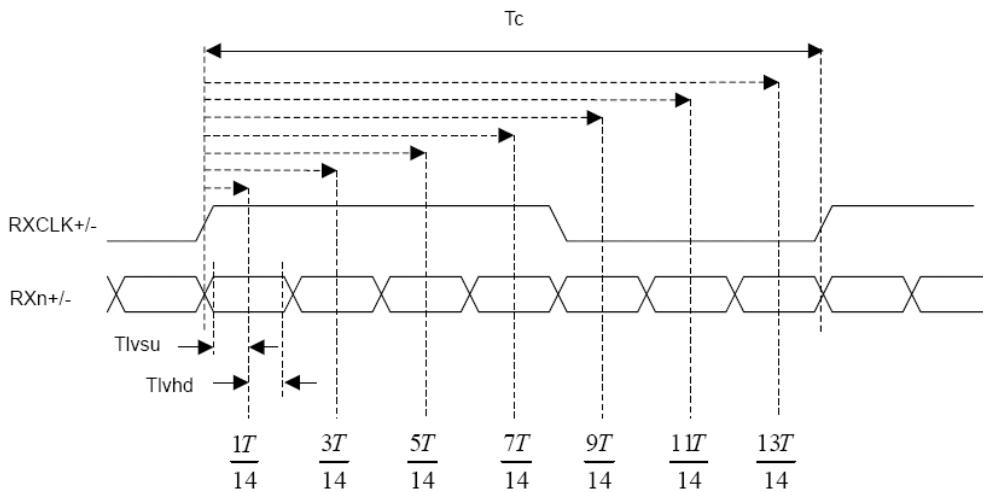 Tc
RXCLK+/-
RXn+/-
Tlvsu
Tlvhd
1T 3T 5T 7T 9T 11T 13T
14 14 14 14 14 14 14